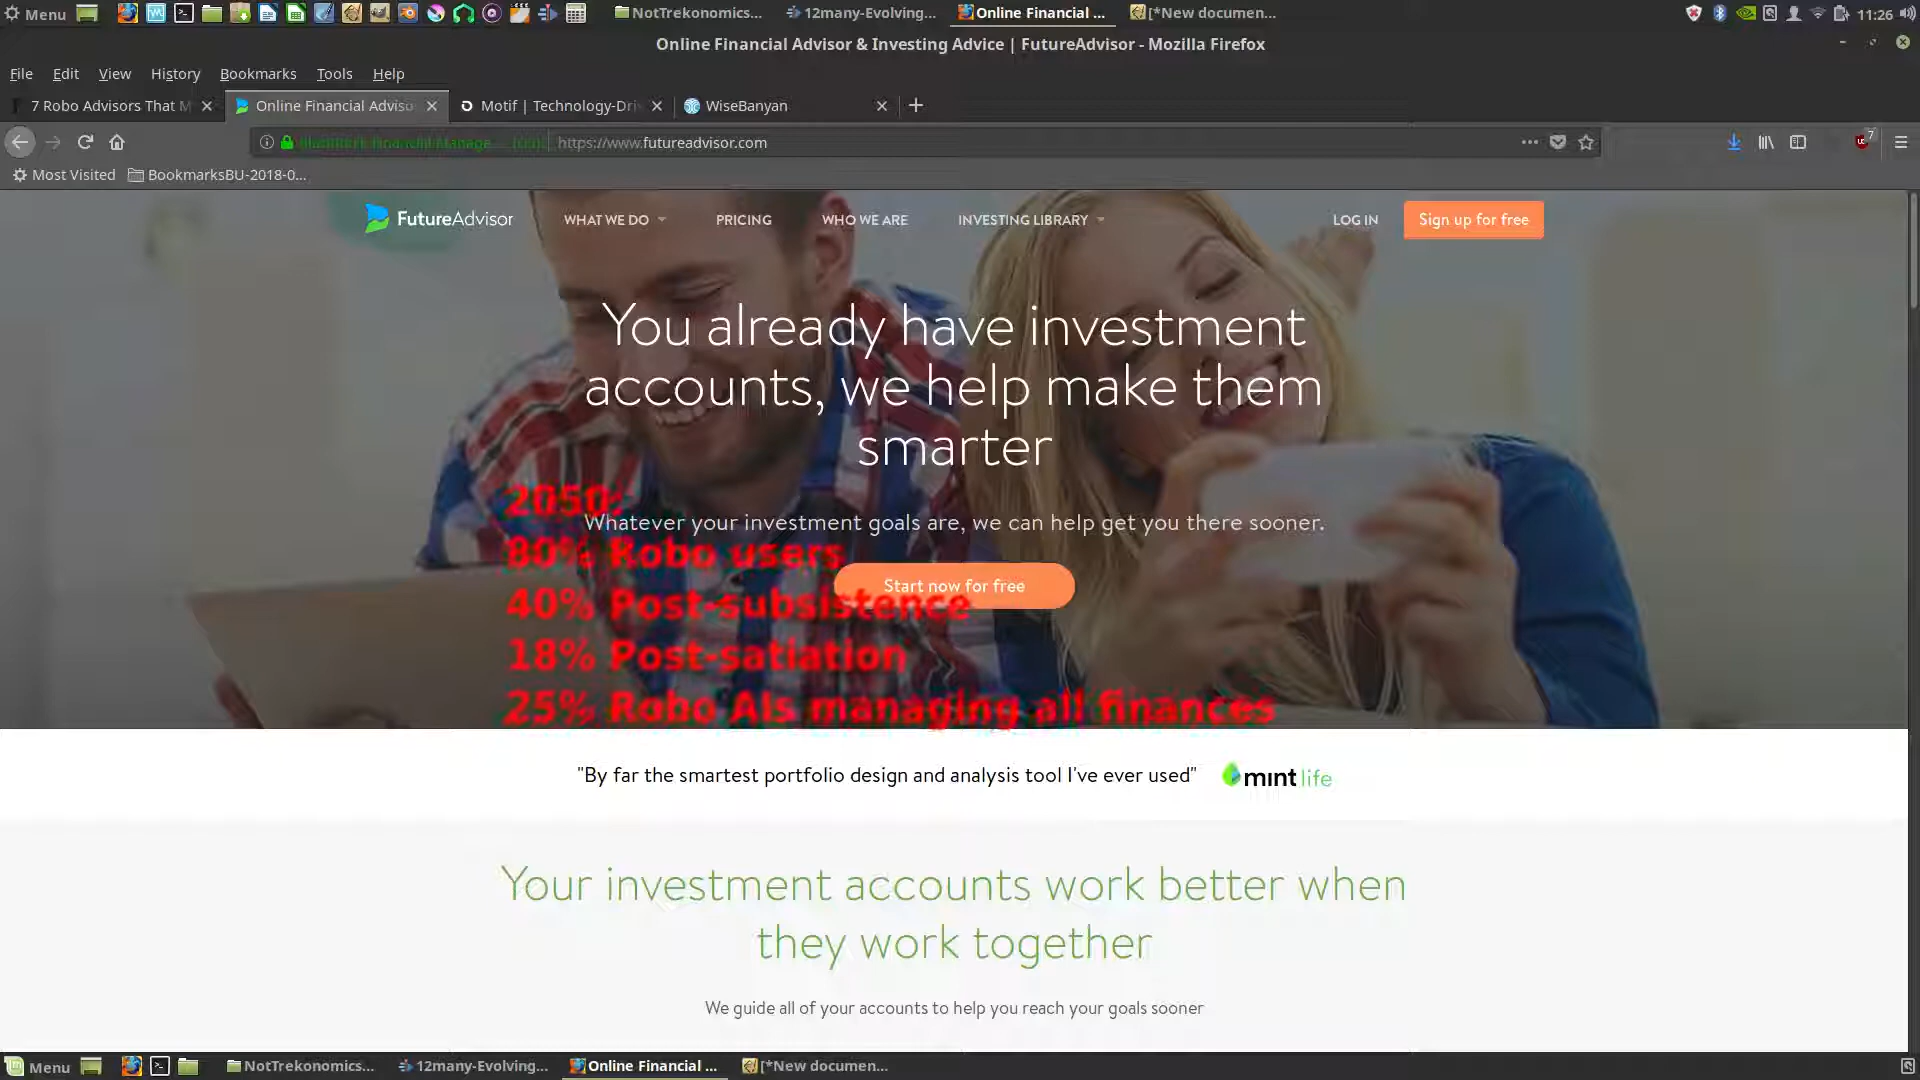 Menu
NotTrekonomics...
12many-Evolving...
Online Financial ...
[*New documen...
11:26
Online Financial Advisor & Investing Advice | FutureAdvisor - Mozilla Firefox
File Edit View History Bookmarks Tools Help
7 Robo Advisors That M
Online Financial Adviso
Motif | Technology-Dri
WiseBanyan
https://www.futureadvisor.com
7
Most Visited
BookmarksBU-2018-0...
FutureAdvisor
WHAT WE DO
PRICING
WHO WE ARE
INVESTING LIBRARY
LOG IN
Sign up for free
You already have investment
accounts, we help make them
smarter
2050:
Whatever your investment goals are, we can help get you there sooner.
80% Robo users
Start now for free
40% Post-subsistence
18% Post-satiation
25% Robo AIs managing all finances
"By far the smartest portfolio design and analysis tool I've ever used"
mintlife
Your investment accounts work better when
they work together
We guide all of your accounts to help you reach your goals sooner
Menu
NotTrekonomics...
12many-Evolving...
Online Financial ...
[*New documen...